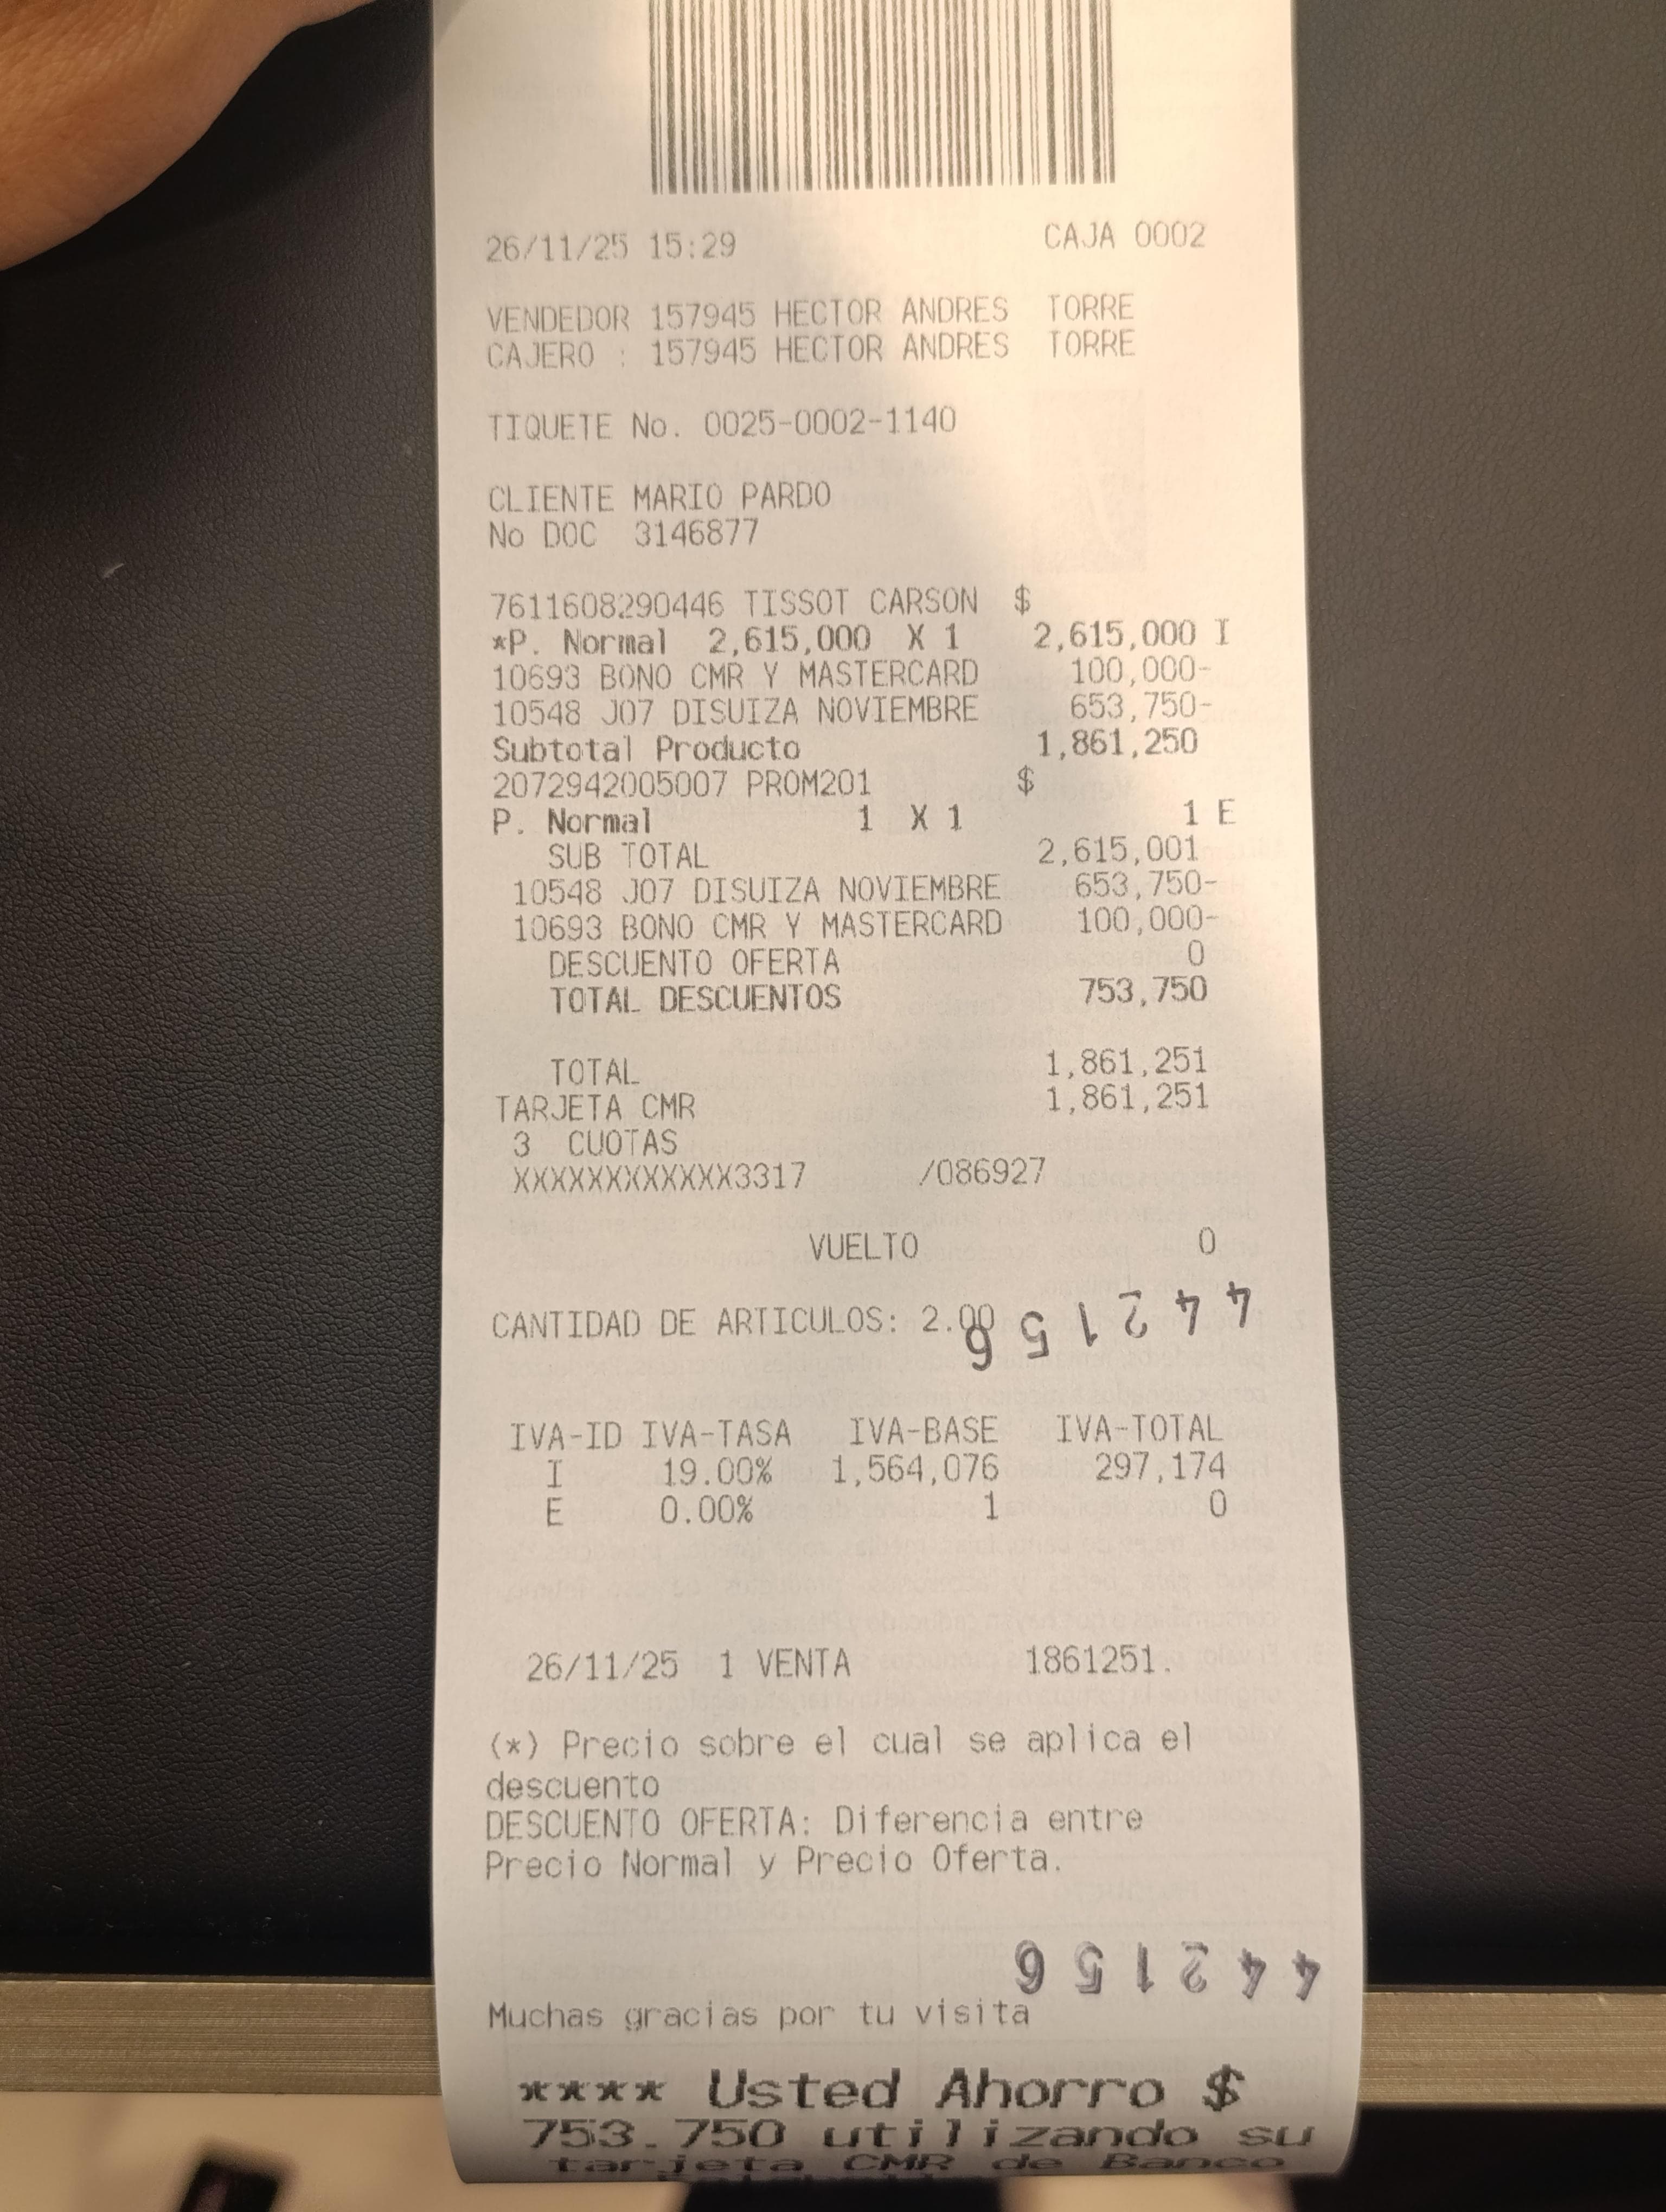 26/11/25 15:29 CAJA 0002
VENDEDOR 157945 HECTOR ANDRES TORRE
CAJERO : 157945 HECTOR ANDRES TORRE
TIQUETE No. 0025-0002-1140
CLIENTE MARIO PARDO
No DOC 3146877
7611608290446 TISSOT CARSON $
*P. Normal 2,615,000 X 1 2,615,000 I
10693 BONO CMR Y MASTERCARD 100,000-
10548 J07 DISUIZA NOVIEMBRE 653,750-
Subtotal Producto 1,861,250
2072942005007 PROM201 $
P. Normal 1 X 1 1 E
SUB TOTAL 2,615,001
10548 J07 DISUIZA NOVIEMBRE 653,750-
10693 BONO CMR Y MASTERCARD 100,000-
DESCUENTO OFERTA 0
TOTAL DESCUENTOS 753,750
TOTAL 1,861,251
TARJETA CMR 1,861,251
3 CUOTAS
XXXXXXXXXXXX3317 /086927
VUELTO 0
CANTIDAD DE ARTICULOS: 2.00
442156
IVA-ID IVA-TASA IVA-BASE IVA-TOTAL
I 19.00% 1,564,076 297,174
E 0.00% 1 0
26/11/25 1 VENTA 1861251.
(*) Precio sobre el cual se aplica el
descuento
DESCUENTO OFERTA: Diferencia entre
Precio Normal y Precio Oferta.
442156
Muchas gracias por tu visita
**** Usted Ahorro $
753.750 utilizando su
tarjeta CMR de Banco